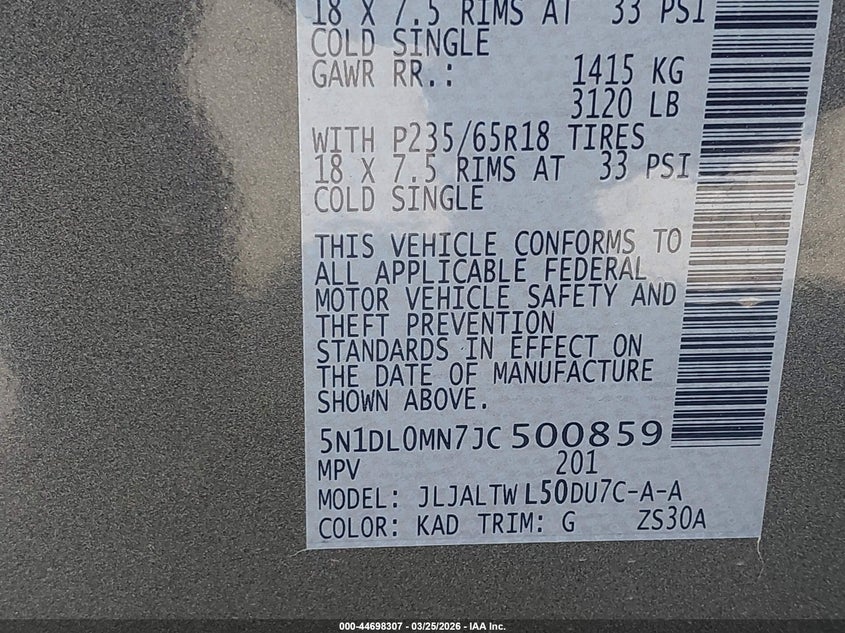 18 X 7.5 RIMS AT 33 PSI
COLD SINGLE
GAWR RR.: 1415 KG
3120 LB
WITH P235/65R18 TIRES
18 X 7.5 RIMS AT 33 PSI
COLD SINGLE
THIS VEHICLE CONFORMS TO
ALL APPLICABLE FEDERAL
MOTOR VEHICLE SAFETY AND
THEFT PREVENTION
STANDARDS IN EFFECT ON
THE DATE OF MANUFACTURE
SHOWN ABOVE.
5N1DL0MN7JC500859
MPV 201
MODEL: JLJALTWL50DU7C-A-A
COLOR: KAD TRIM: G ZS30A
000-44698307 - 03/25/2026 - IAA Inc.